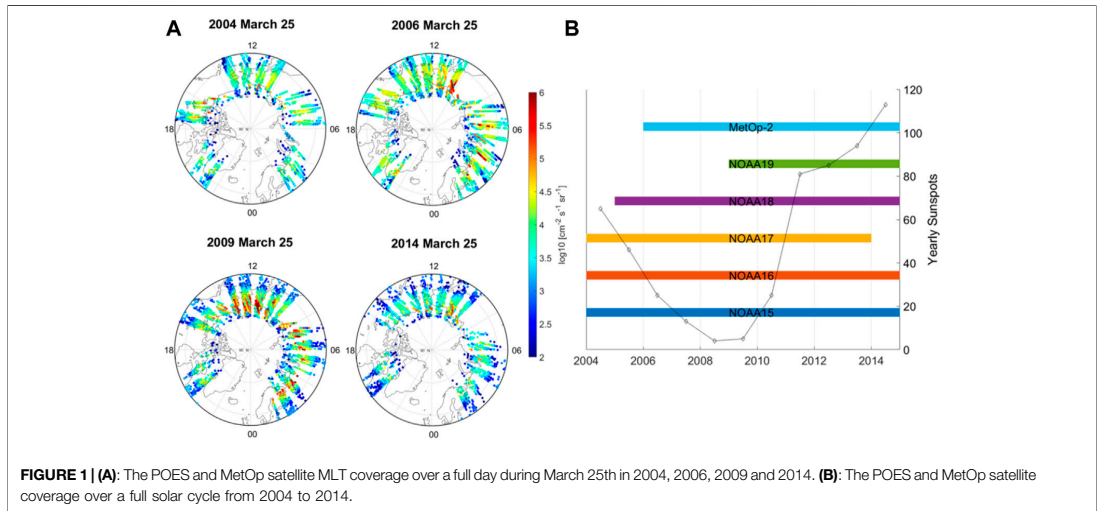 A
B
2004 March 25
2006 March 25
12
12
18
06
06
00
00
2009 March 25
2014 March 25
12
12
18
06
18
06
00
00
6
5.5
5
4.5
4
3.5
3
2.5
2
log10 [cm⁻² s⁻¹ sr⁻¹]
MetOp-2
NOAA19
NOAA18
NOAA17
NOAA16
NOAA15
120
100
80
60
40
20
0
Yearly Sunspots
2004 2006 2008 2010 2012 2014
FIGURE 1 | (A): The POES and MetOp satellite MLT coverage over a full day during March 25th in 2004, 2006, 2009 and 2014. (B): The POES and MetOp satellite
coverage over a full solar cycle from 2004 to 2014.